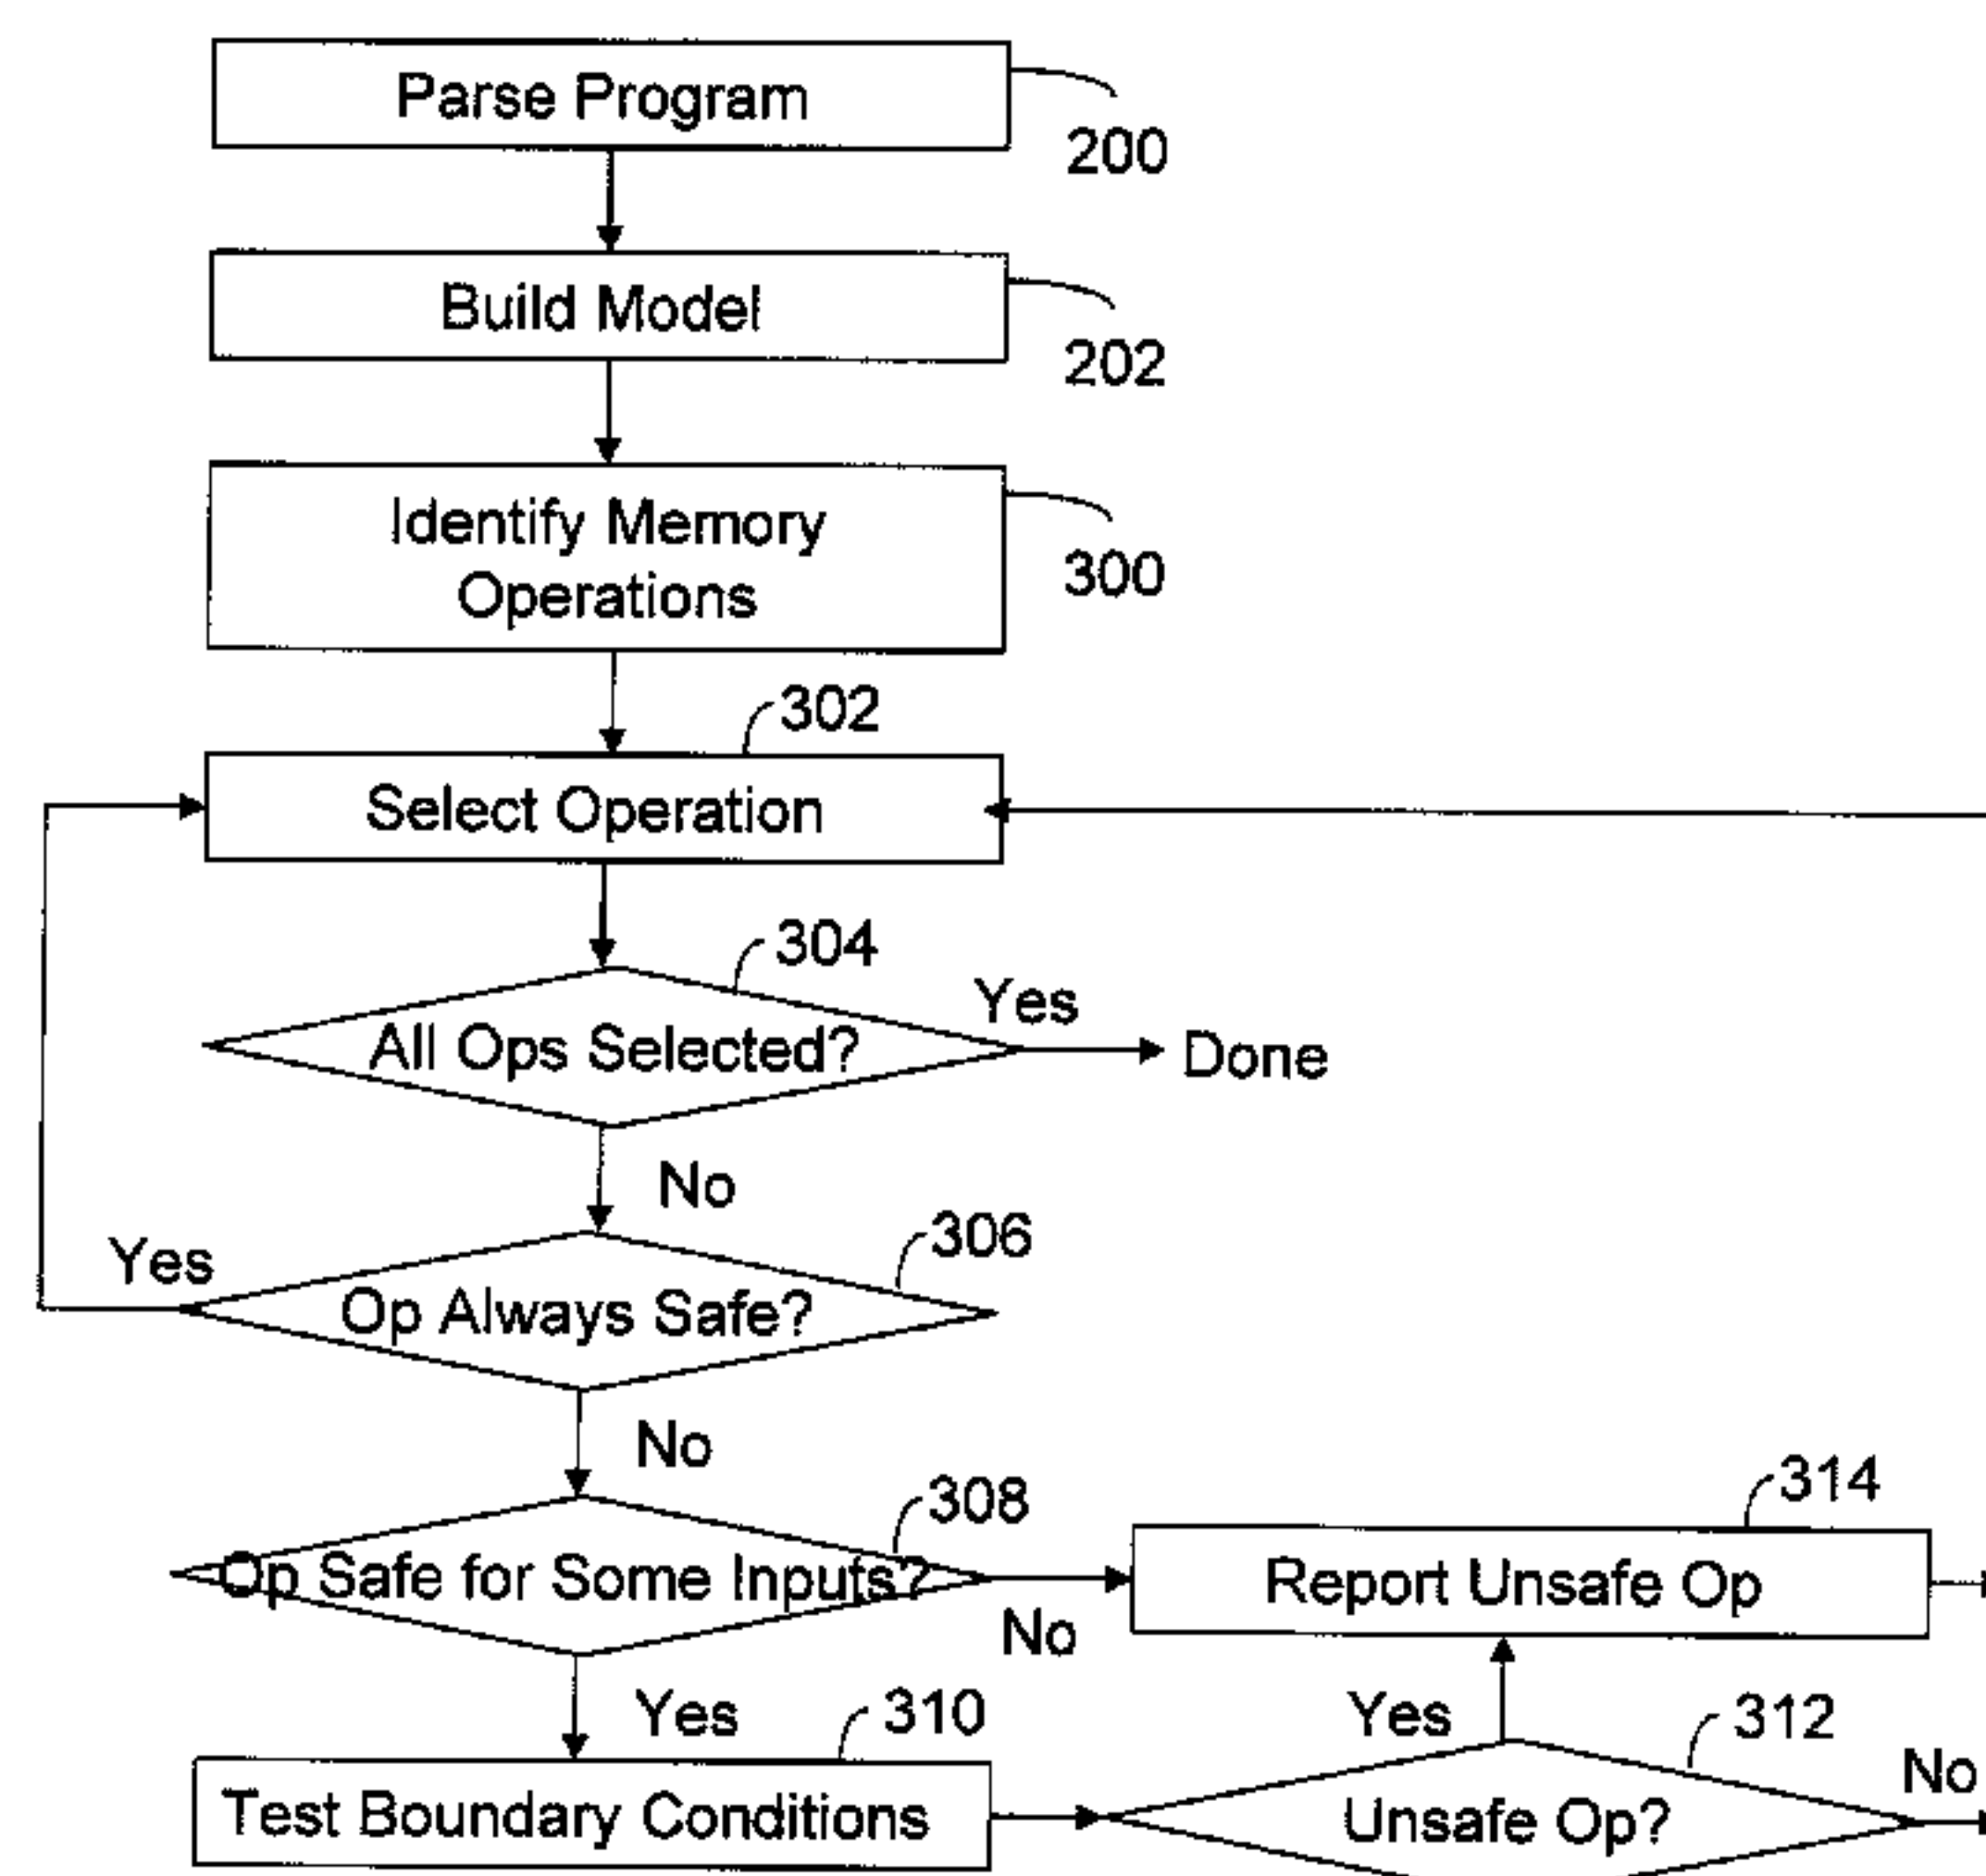 Parse Program
200
Build Model
202
Identify Memory
Operations
300
302
Select Operation
304
All Ops Selected?
Yes
Done
No
306
Yes
Op Always Safe?
No
308
Op Safe for Some Inputs?
No
314
Report Unsafe Op
Yes
310
Test Boundary Conditions
Yes
312
Unsafe Op?
No